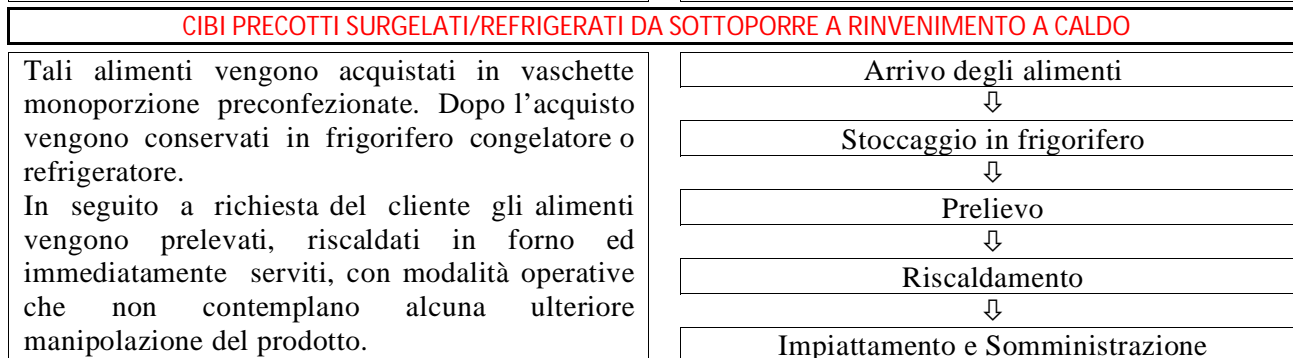 CIBI PRECOTTI SURGELATI/REFRIGERATI DA SOTTOPORRE A RINVENIMENTO A CALDO
Tali alimenti vengono acquistati in vaschette
monoporzione preconfezionate. Dopo l’acquisto
vengono conservati in frigorifero congelatore o
refrigeratore.
In seguito a richiesta del cliente gli alimenti
vengono prelevati, riscaldati in forno ed
immediatamente serviti, con modalità operative
che non contemplano alcuna ulteriore
manipolazione del prodotto.
Arrivo degli alimenti
⇩
Stoccaggio in frigorifero
⇩
Prelievo
⇩
Riscaldamento
⇩
Impiattamento e Somministrazione